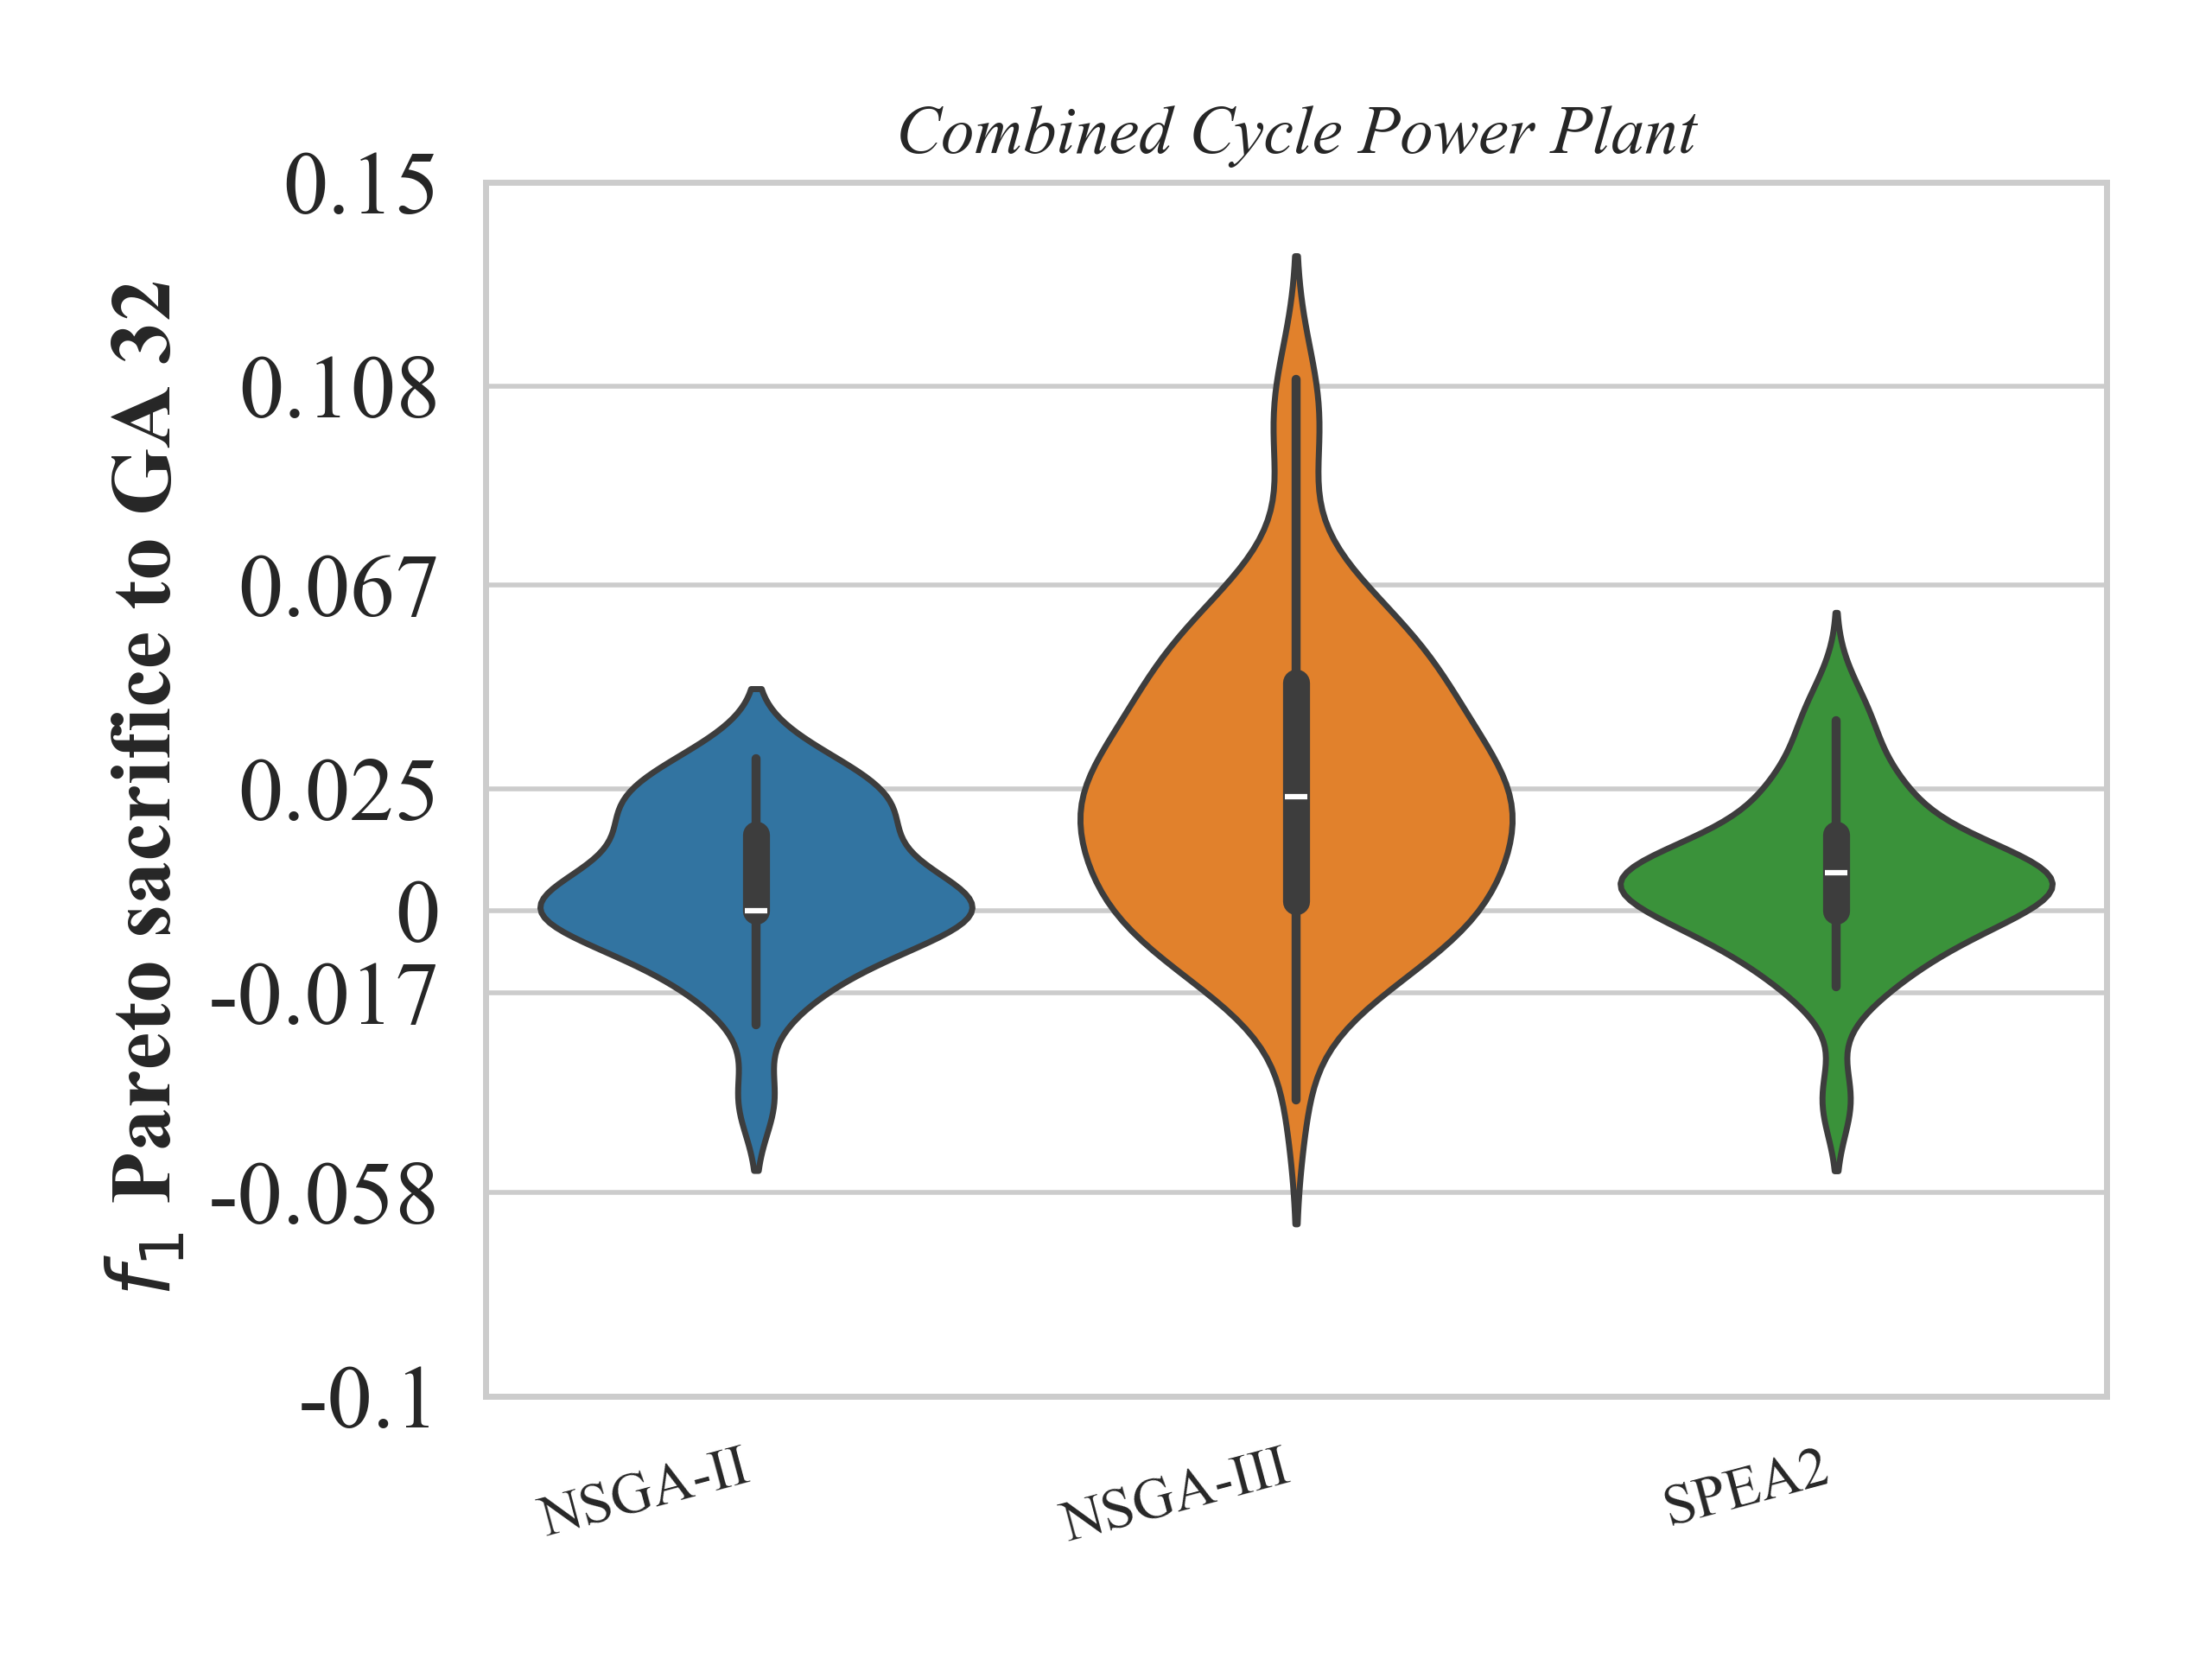 Combined Cycle Power Plant
f1 Pareto sacrifice to GA 32
0.15
0.108
0.067
0.025
0
-0.017
-0.058
-0.1
NSGA-II
NSGA-III
SPEA2